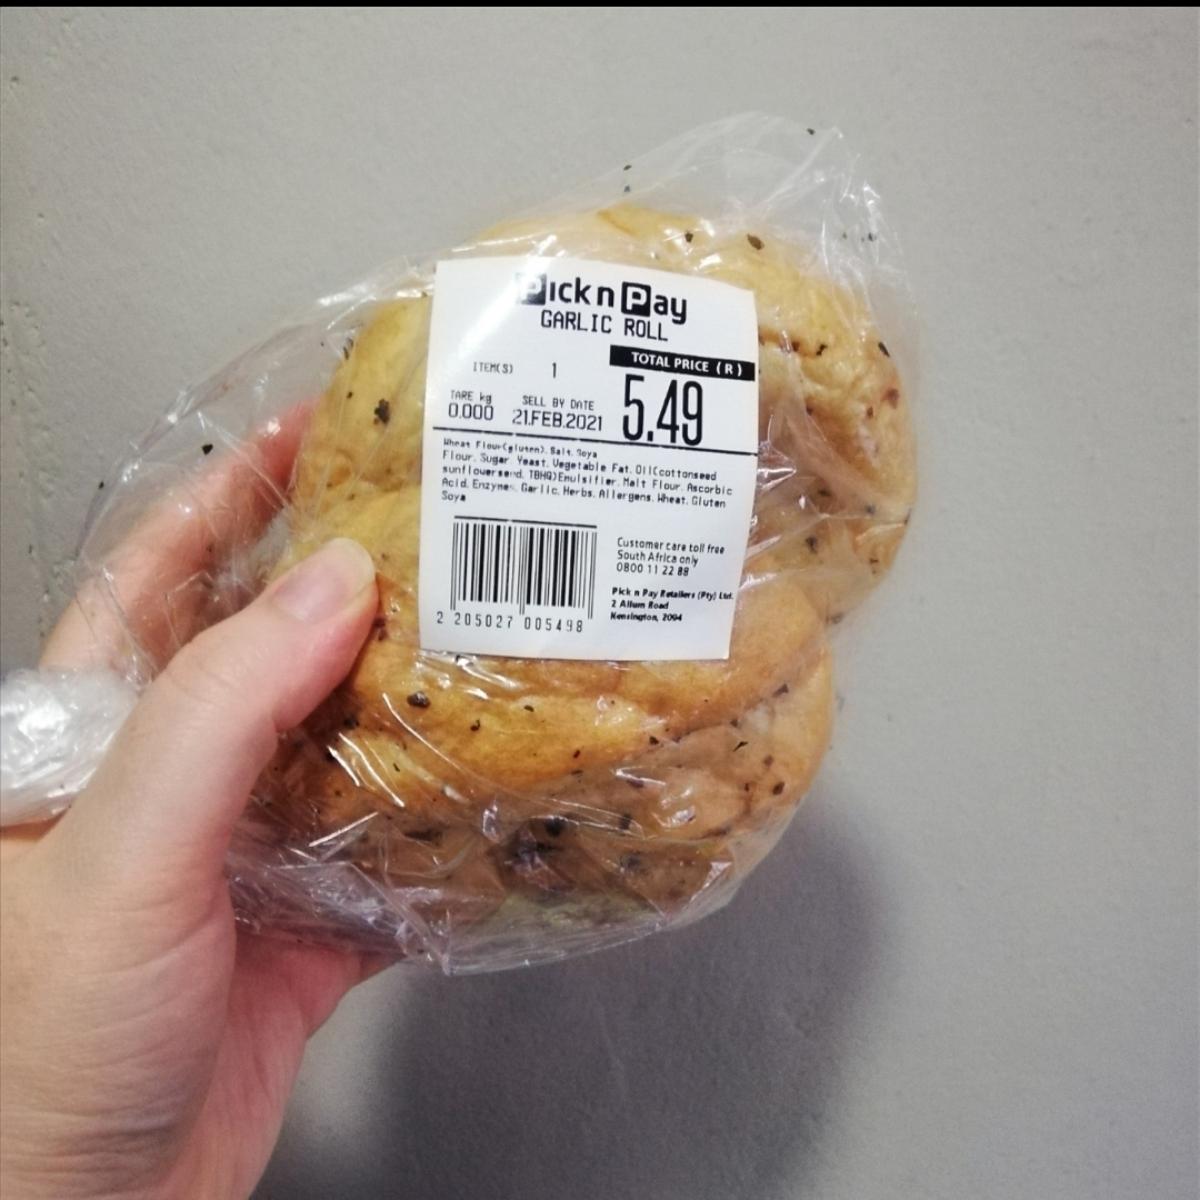 Pick n Pay
GARLIC ROLL
TOTAL PRICE (R)
ITEM(S) 1
5.49
TARE kg
0.000
SELL BY DATE
21.FEB.2021
Wheat Flour(gluten). Salt. Soya
Flour. Sugar. Yeast. Vegetable Fat. Oil(cottonseed
sunflowerseed. TBHQ)Emulsifier. Malt Flour. Ascorbic
Acid. Enzymes. Garlic. Herbs. Allergens. Wheat. Gluten
Soya
2 205027 005498
Customer care toll free
South Africa only
0800 11 22 88
Pick n Pay Retailers (Pty) Ltd.
2 Allum Road
Kensington, 2094